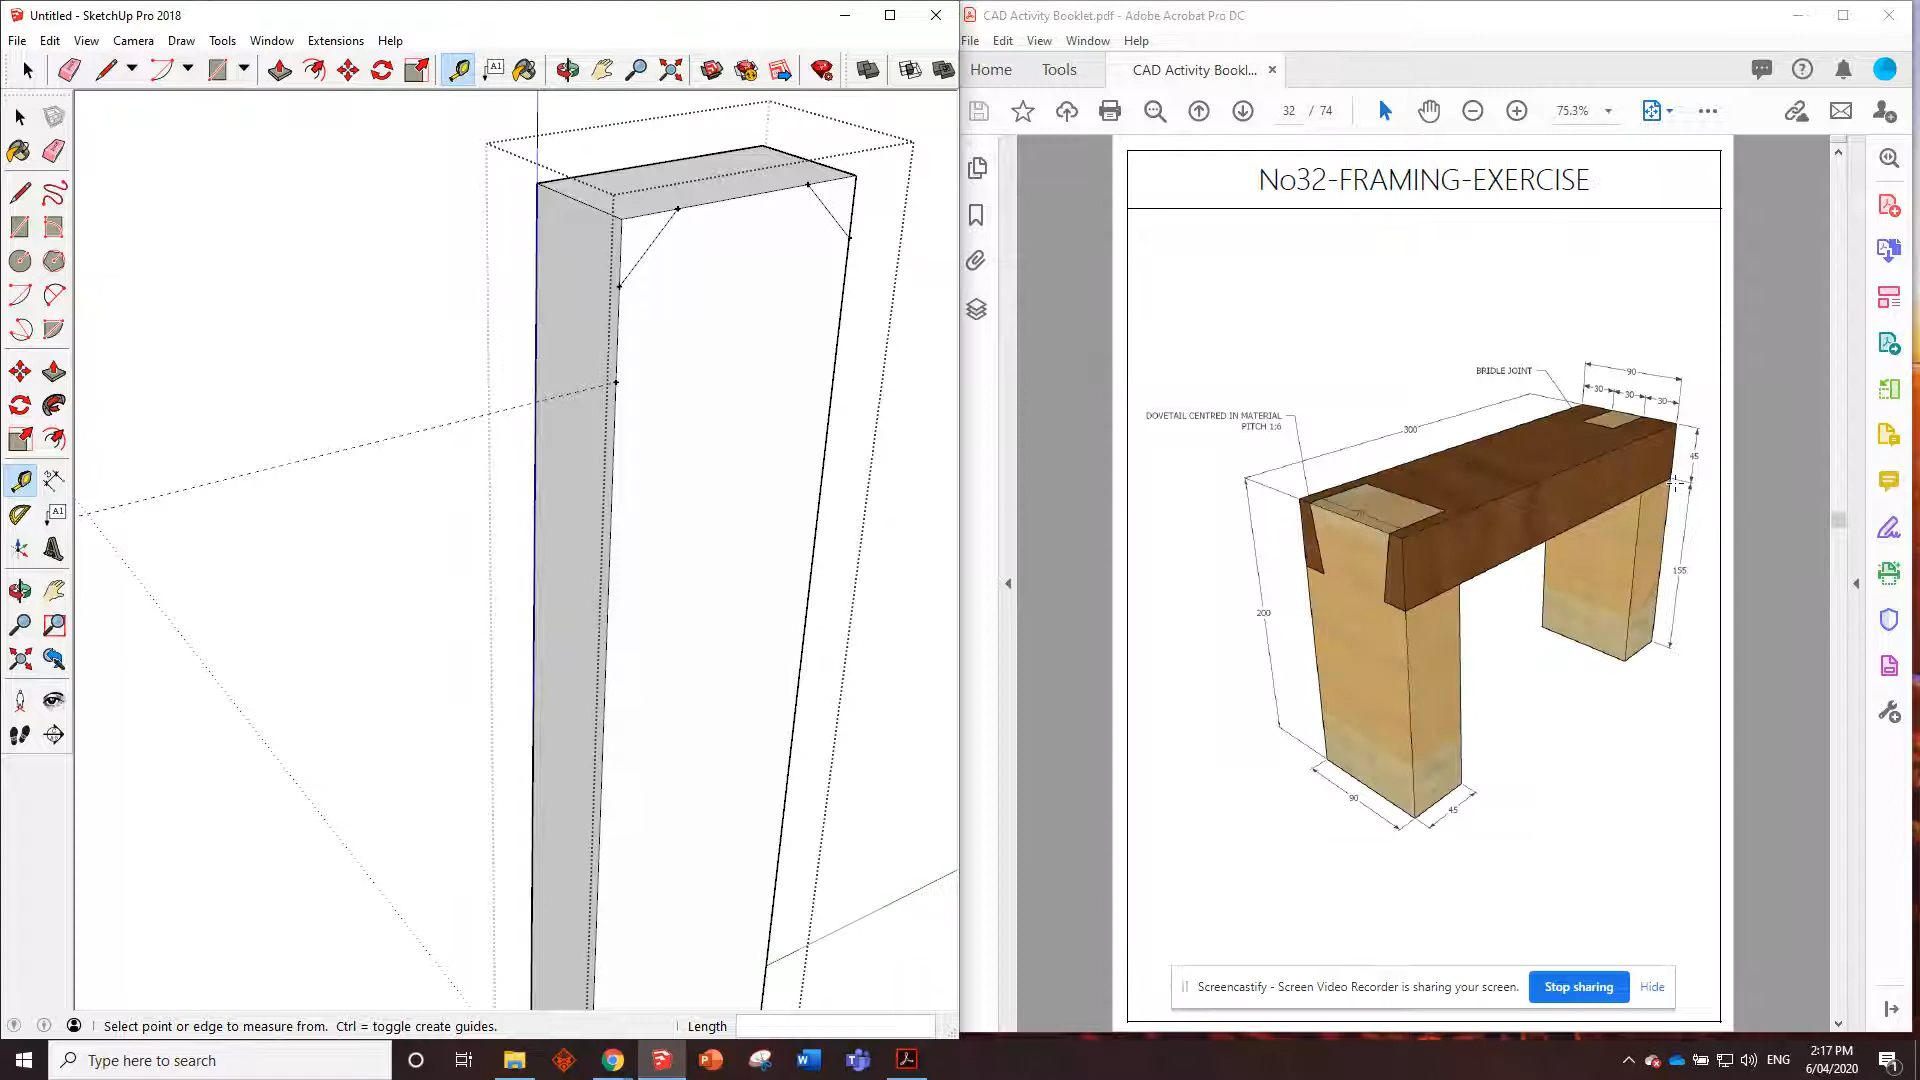 Untitled - SketchUp Pro 2018
File Edit View Camera Draw Tools Window Extensions Help
A1
A1
Select point or edge to measure from. Ctrl = toggle create guides.
Length
CAD Activity Booklet.pdf - Adobe Acrobat Pro DC
File Edit View Window Help
Home Tools CAD Activity Bookl... ×
32 / 74 75.3%
No32-FRAMING-EXERCISE
BRIDLE JOINT
90
30 30 30
DOVETAIL CENTRED IN MATERIAL
PITCH 1:6
300
45
155
200
90
45
Screencastify - Screen Video Recorder is sharing your screen. Stop sharing Hide
Type here to search
ENG
2:17 PM
6/04/2020